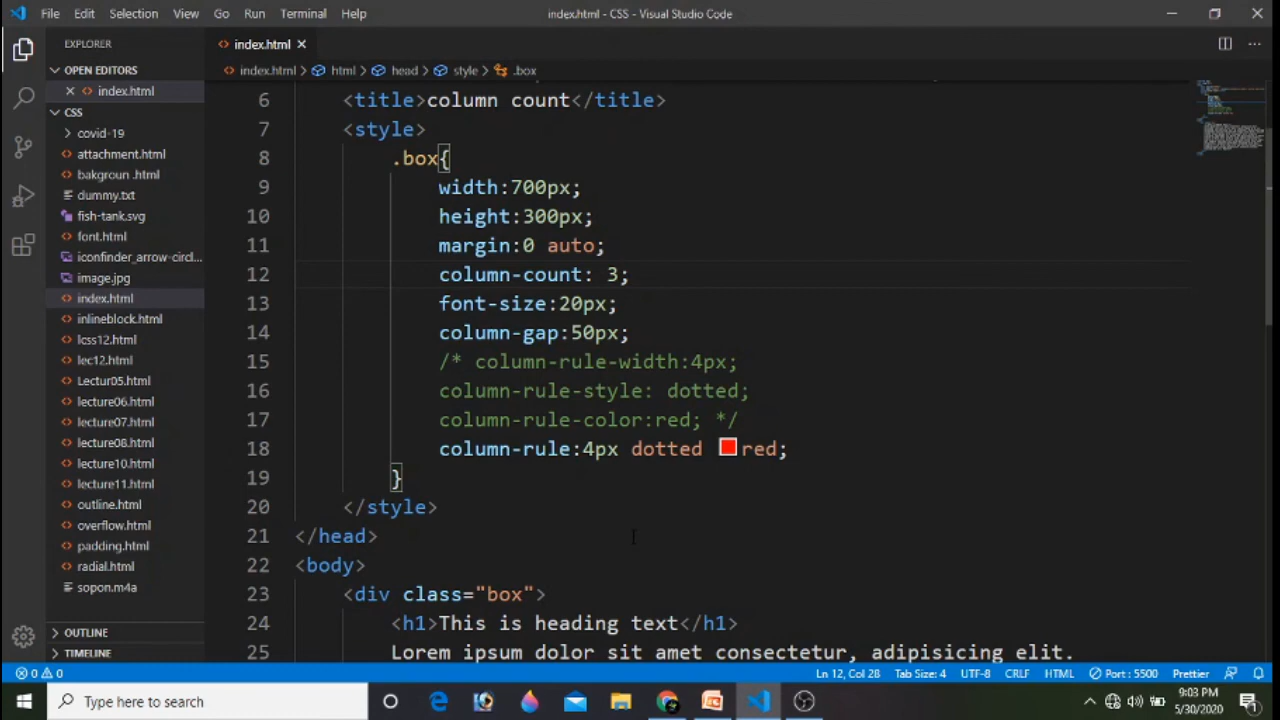 File Edit Selection View Go Run Terminal Help
index.html - CSS - Visual Studio Code
EXPLORER
index.html
OPEN EDITORS
index.html > html > head > style > .box
index.html
CSS
covid-19
attachment.html
bakgroun .html
dummy.txt
fish-tank.svg
font.html
iconfinder_arrow-circl...
image.jpg
index.html
inlineblock.html
lcss12.html
lec12.html
Lectur05.html
lecture06.html
lecture07.html
lecture08.html
lecture10.html
lecture11.html
outline.html
overflow.html
padding.html
radial.html
sopon.m4a
OUTLINE
TIMELINE
6 <title>column count</title>
7 <style>
8 .box{
9 width:700px;
10 height:300px;
11 margin:0 auto;
12 column-count: 3;
13 font-size:20px;
14 column-gap:50px;
15 /* column-rule-width:4px;
16 column-rule-style: dotted;
17 column-rule-color:red; */
18 column-rule:4px dotted red;
19 }
20 </style>
21 </head>
22 <body>
23 <div class="box">
24 <h1>This is heading text</h1>
25 Lorem ipsum dolor sit amet consectetur, adipisicing elit.
0 0
Ln 12, Col 28 Tab Size: 4 UTF-8 CRLF HTML Port : 5500 Prettier
Type here to search
9:03 PM
5/30/2020
1